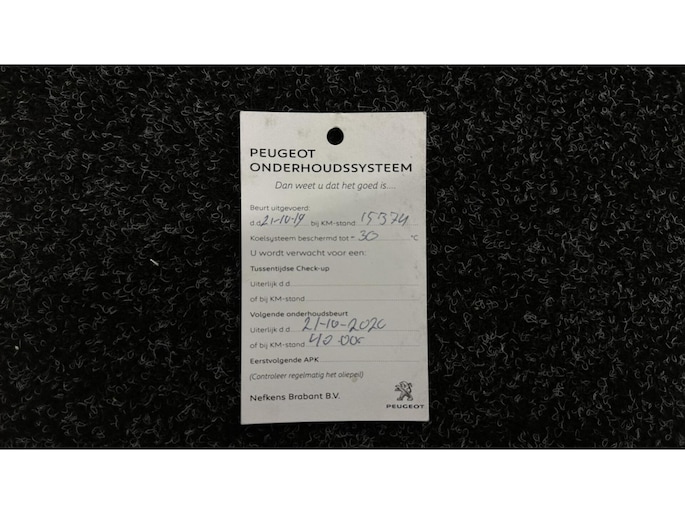 PEUGEOT
ONDERHOUDSSYSTEEM
Dan weet u dat het goed is....
Beurt uitgevoerd:
d.d. 21-10-19 bij KM-stand: 15374
Koelsysteem beschermd tot -30 °C
U wordt verwacht voor een:
Tussentijdse Check-up
Uiterlijk d.d.
of bij KM-stand
Volgende onderhoudsbeurt
Uiterlijk d.d. 21-10-2020
of bij KM-stand 40.000
Eerstvolgende APK
(Controleer regelmatig het oliepeil)
Nefkens Brabant B.V.
PEUGEOT